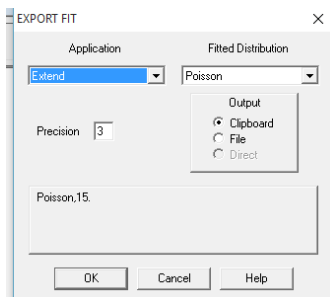 EXPORT FIT
Application
Fitted Distribution
Extend
Poisson
Output
Clipboard
File
Direct
Precision 3
Poisson,15.
OK Cancel Help